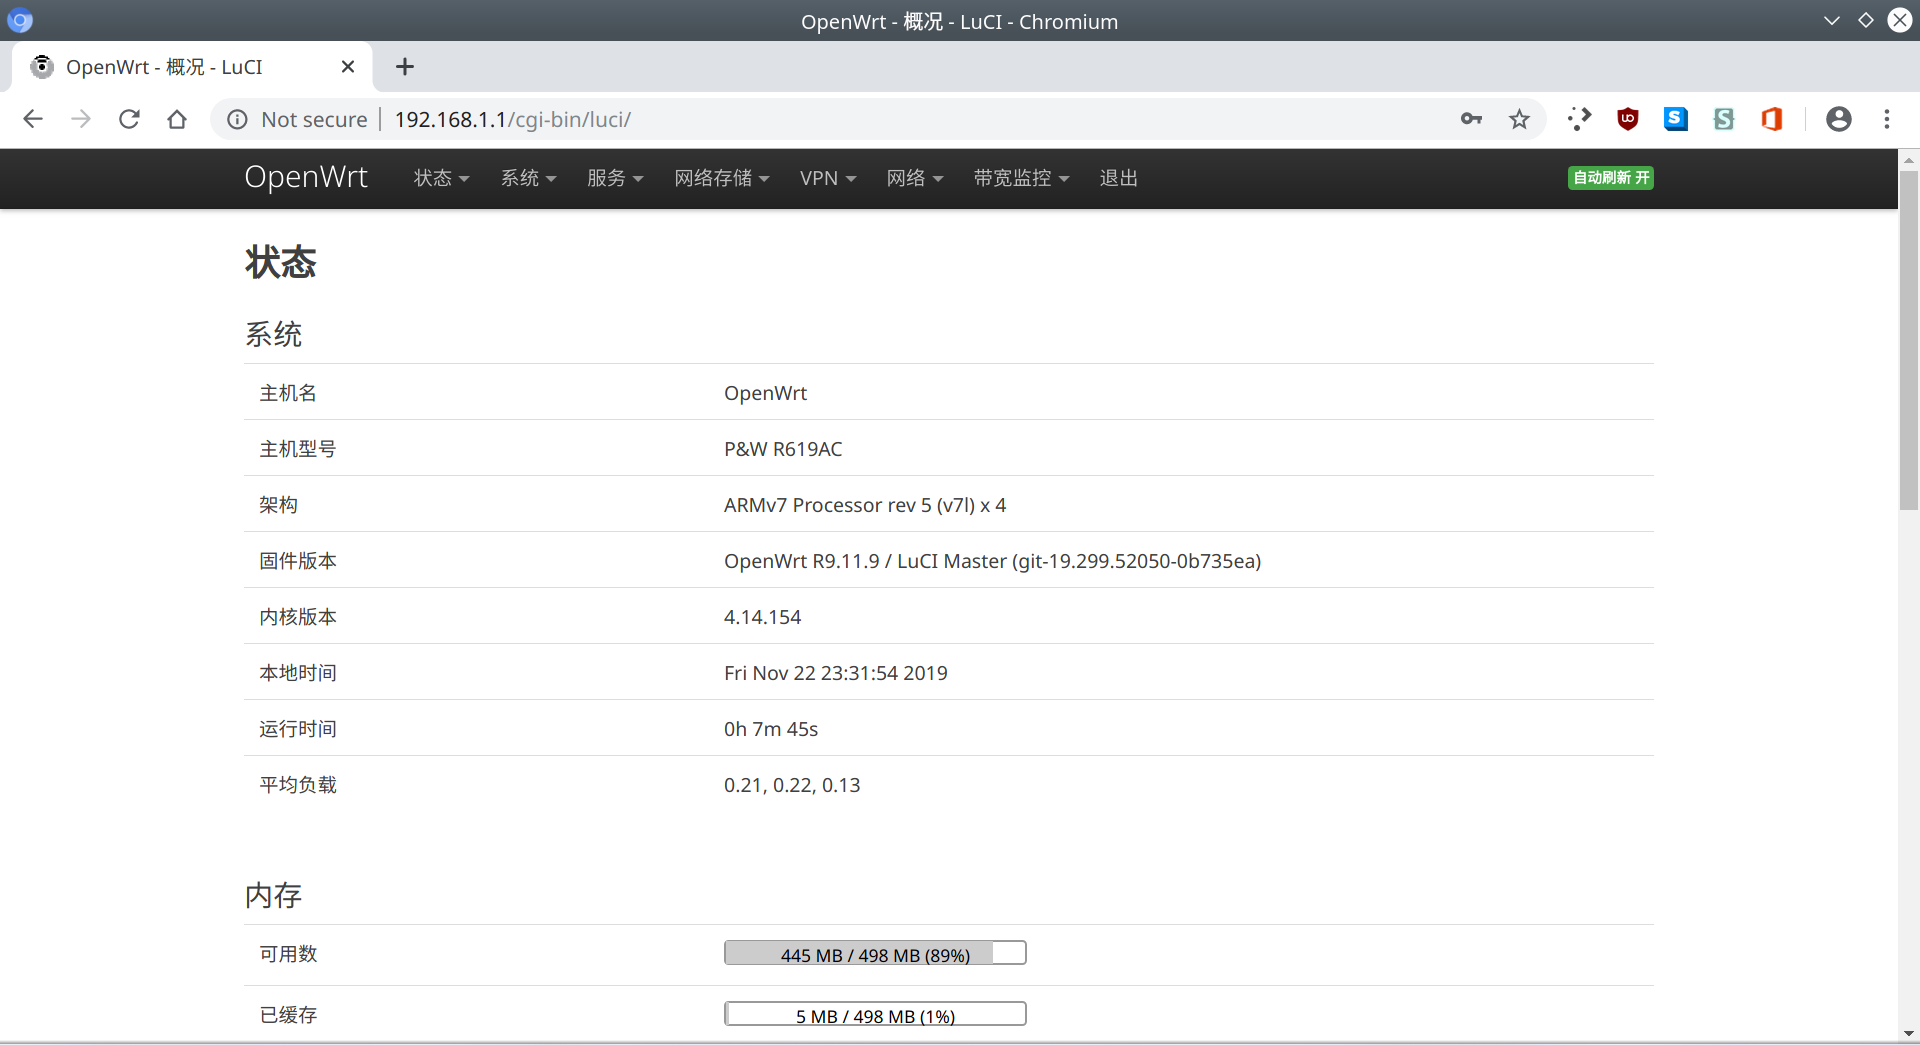 OpenWrt - 概况 - LuCI - Chromium
OpenWrt - 概况 - LuCI
Not secure 192.168.1.1/cgi-bin/luci/
OpenWrt 状态 系统 服务 网络存储 VPN 网络 带宽监控 退出 自动刷新 开
状态
系统
主机名 OpenWrt
主机型号 P&W R619AC
架构 ARMv7 Processor rev 5 (v7l) x 4
固件版本 OpenWrt R9.11.9 / LuCI Master (git-19.299.52050-0b735ea)
内核版本 4.14.154
本地时间 Fri Nov 22 23:31:54 2019
运行时间 0h 7m 45s
平均负载 0.21, 0.22, 0.13
内存
可用数 445 MB / 498 MB (89%)
已缓存 5 MB / 498 MB (1%)